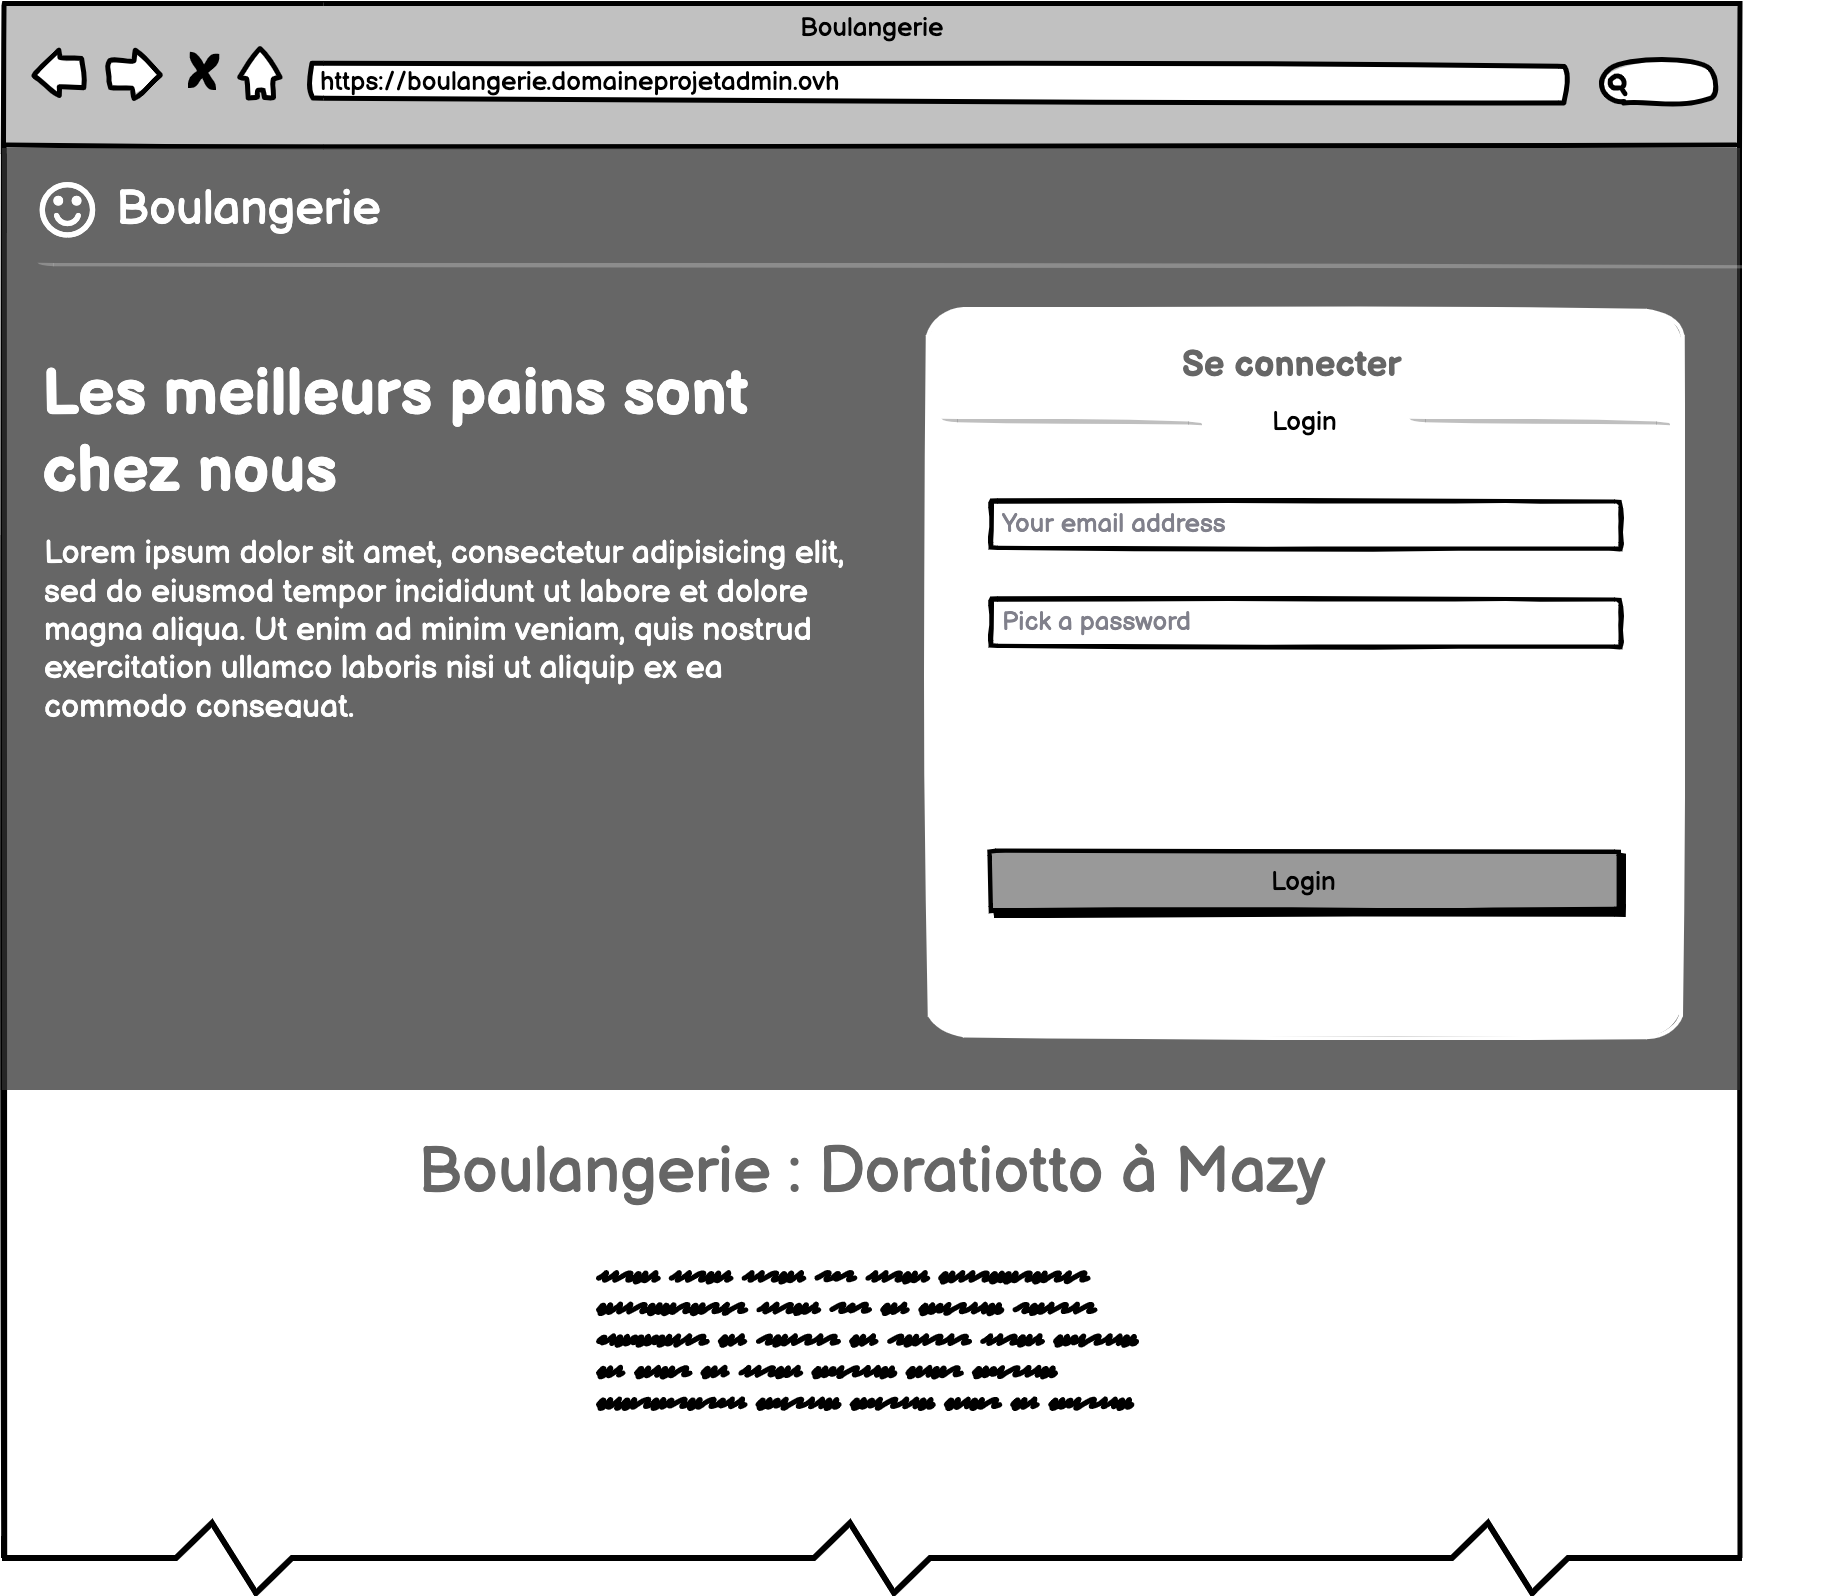 Boulangerie
https://boulangerie.domaineprojetadmin.ovh
Boulangerie
Les meilleurs pains sont
chez nous
Lorem ipsum dolor sit amet, consectetur adipisicing elit,
sed do eiusmod tempor incididunt ut labore et dolore
magna aliqua. Ut enim ad minim veniam, quis nostrud
exercitation ullamco laboris nisi ut aliquip ex ea
commodo consequat.
Se connecter
Login
Your email address
Pick a password
Login
Boulangerie : Doratiotto à Mazy